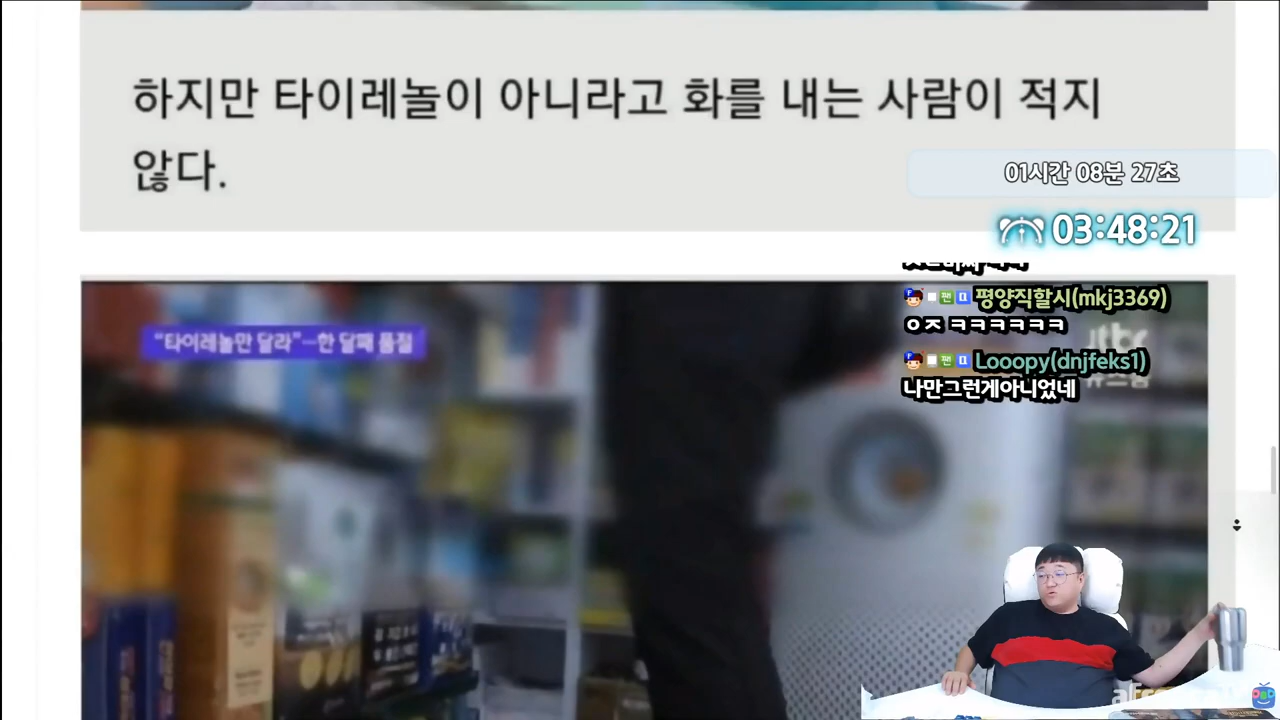 하지만 타이레놀이 아니라고 화를 내는 사람이 적지
않다.
01시간 08분 27초
03:48:21
평양직할시(mkj3369)
ㅇㅈ ㅋㅋㅋㅋㅋㅋ
Looopy(dnjfeks1)
나만그런게아니었네
"타이레놀만 달라"…한 달째 품절
jtbc